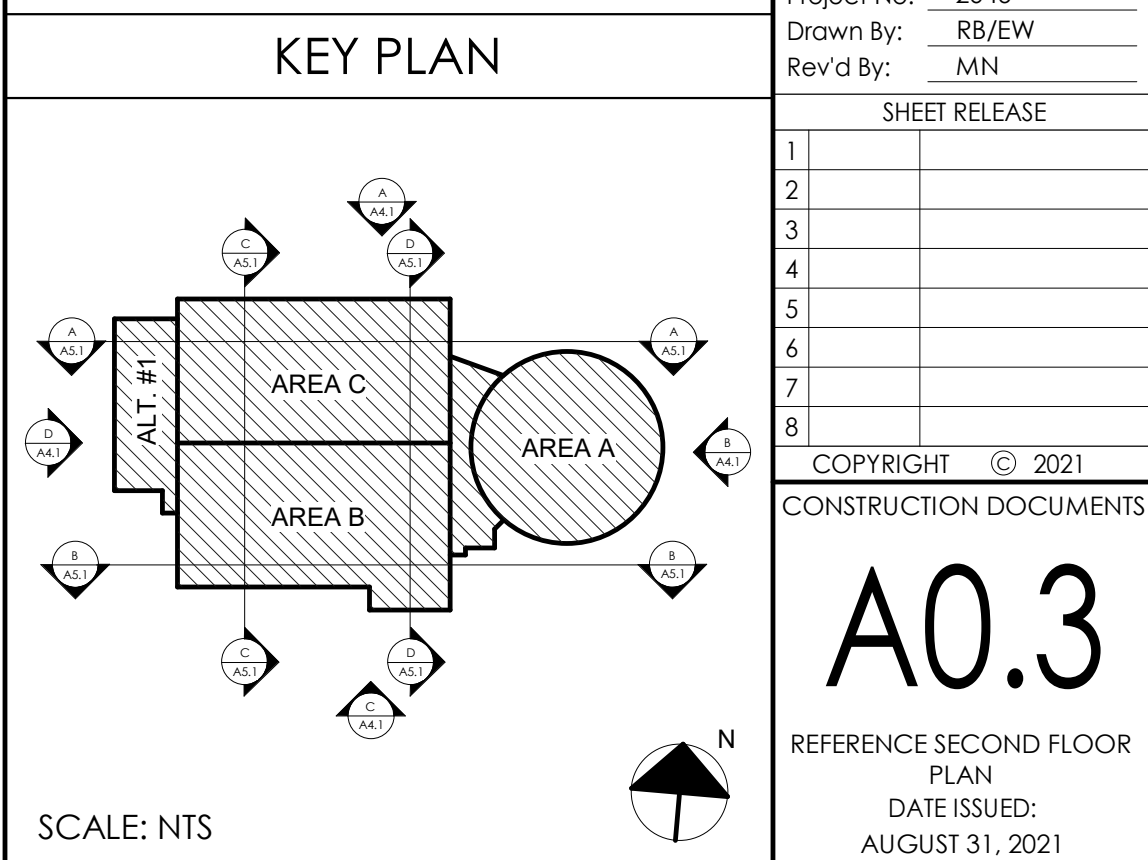 KEY PLAN
A
A4.1
C
A5.1
D
A5.1
A
A5.1
A
A5.1
ALT. #1
AREA C
D
A4.1
AREA A
B
A4.1
AREA B
B
A5.1
B
A5.1
C
A5.1
D
A5.1
C
A4.1
N
SCALE: NTS
Drawn By: RB/EW
Rev'd By: MN
SHEET RELEASE
1
2
3
4
5
6
7
8
COPYRIGHT © 2021
CONSTRUCTION DOCUMENTS
A0.3
REFERENCE SECOND FLOOR
PLAN
DATE ISSUED:
AUGUST 31, 2021